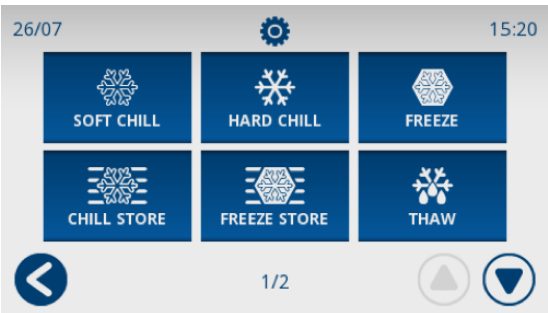 26/07 15:20
SOFT CHILL HARD CHILL FREEZE
CHILL STORE FREEZE STORE THAW
1/2